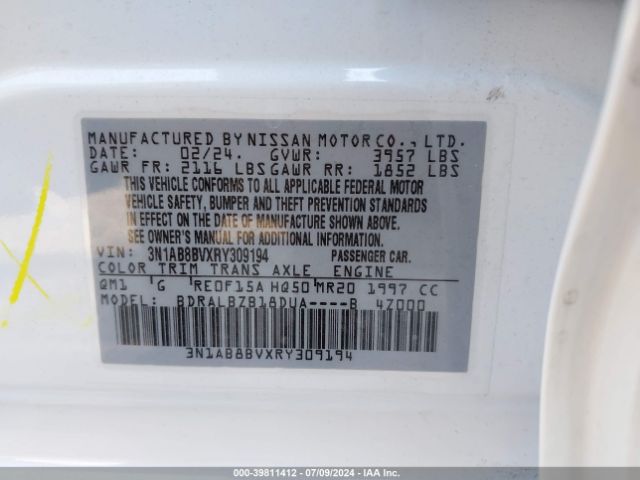 MANUFACTURED BY NISSAN MOTOR CO., LTD.
DATE: 02/24. GVWR: 3957 LBS
GAWR FR: 2116 LBS GAWR RR: 1852 LBS
THIS VEHICLE CONFORMS TO ALL APPLICABLE FEDERAL MOTOR
VEHICLE SAFETY, BUMPER AND THEFT PREVENTION STANDARDS
IN EFFECT ON THE DATE OF MANUFACTURE SHOWN ABOVE.
SEE OWNER'S MANUAL FOR ADDITIONAL INFORMATION.
VIN: 3N1AB8BVXRY309194 PASSENGER CAR.
COLOR TRIM TRANS AXLE ENGINE
QM1 G RE0F15A HQ50 MR20 1997 CC
MODEL: BDRALBZB18DUA----B 47000
3N1AB8BVXRY309194
000-39811412 - 07/09/2024 - IAA Inc.